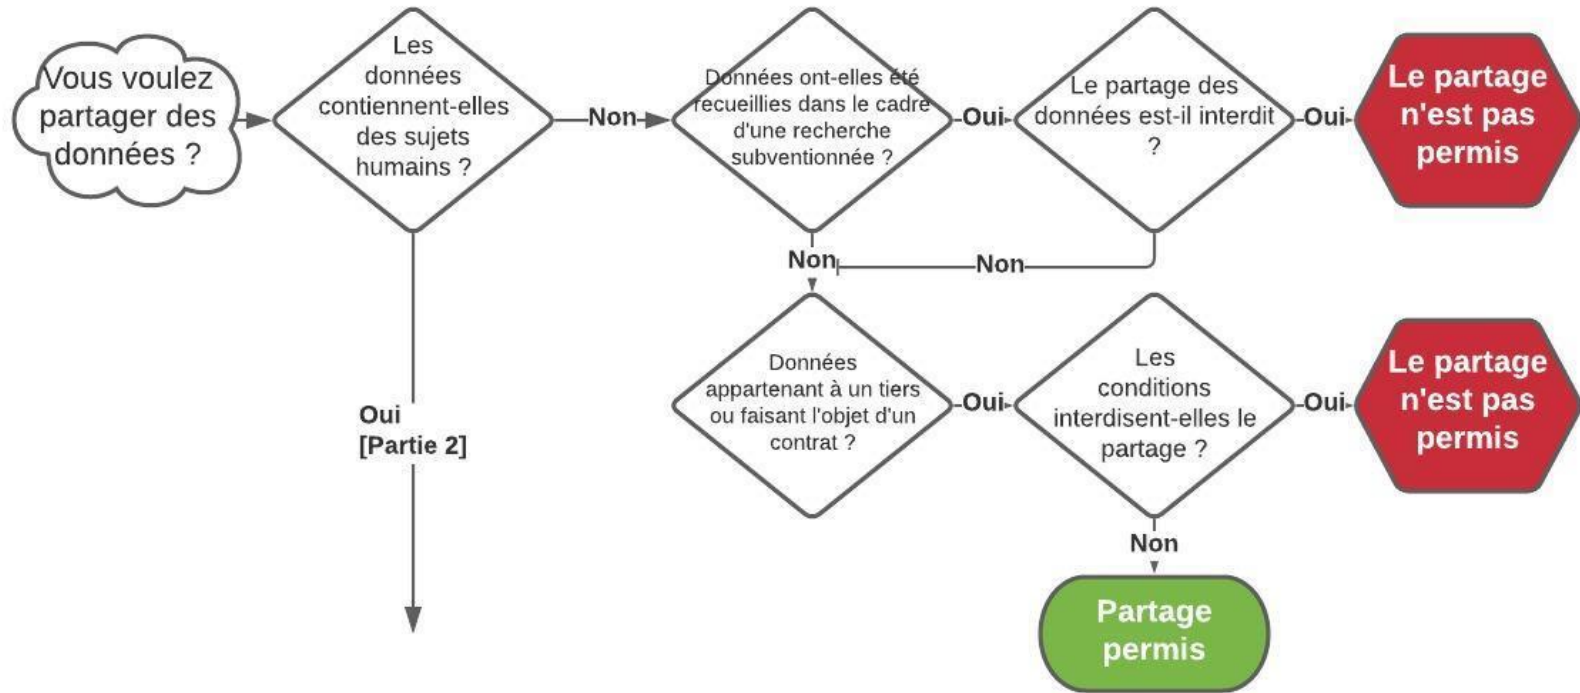 Vous voulez
partager des
données ?
Les
données
contiennent-elles
des sujets
humains ?
Non
Données ont-elles été
recueillies dans le cadre
d'une recherche
subventionnée ?
Oui
Le partage des
données est-il interdit
?
Oui
Le partage
n'est pas
permis
Non
Non
Oui
[Partie 2]
Données
appartenant à un tiers
ou faisant l'objet d'un
contrat ?
Oui
Les
conditions
interdisent-elles le
partage ?
Oui
Le partage
n'est pas
permis
Non
Partage
permis